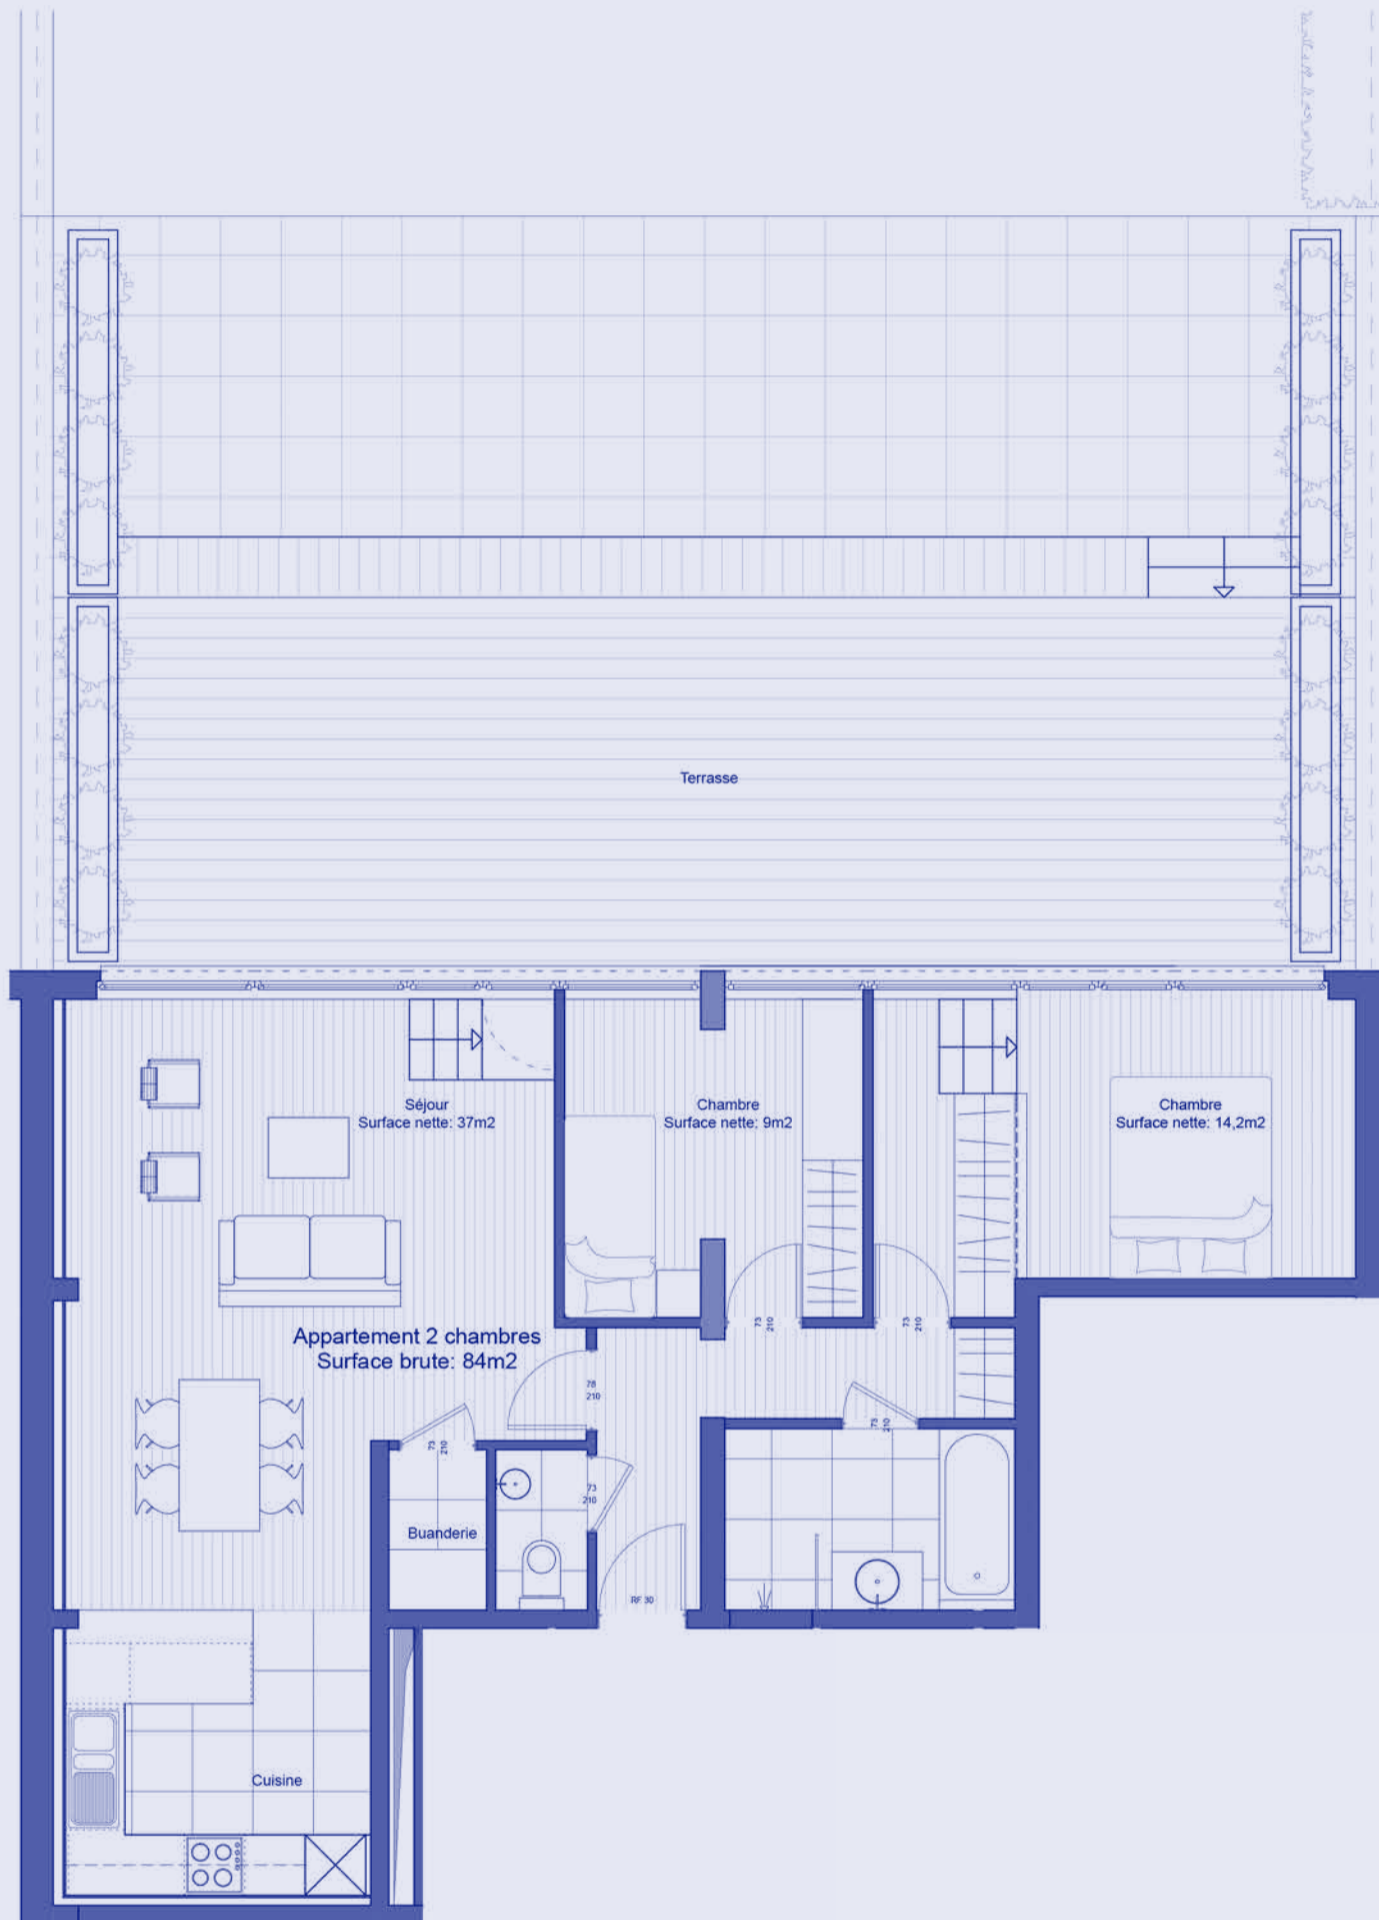 Terrasse
Séjour
Surface nette: 37m2
Chambre
Surface nette: 9m2
Chambre
Surface nette: 14,2m2
Appartement 2 chambres
Surface brute: 84m2
73
210
73
210
78
210
73
210
73
210
73
210
Buanderie
RF 30
Cuisine